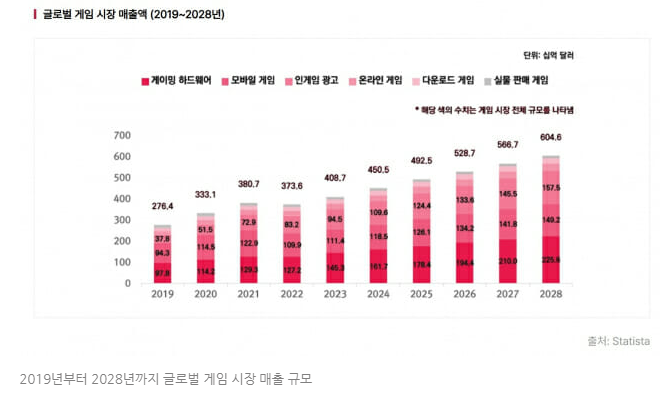 글로벌 게임 시장 매출액 (2019~2028년)
단위: 십억 달러
게이밍 하드웨어 모바일 게임 인게임 광고 온라인 게임 다운로드 게임 실물 판매 게임
* 해당 색의 수치는 게임 시장 전체 규모를 나타냄
700
600
500
400
300
200
100
0
276.4 333.1 380.7 373.6 408.7 450.5 492.5 528.7 566.7 604.6
37.8 51.5 72.9 83.2 94.5 109.6 124.4 133.6 145.5 157.5
94.3 114.5 122.9 109.9 111.4 118.5 126.1 134.2 141.8 149.2
97.8 114.2 129.3 127.2 145.3 161.7 178.4 194.4 210.0 225.6
2019 2020 2021 2022 2023 2024 2025 2026 2027 2028
출처: Statista
2019년부터 2028년까지 글로벌 게임 시장 매출 규모